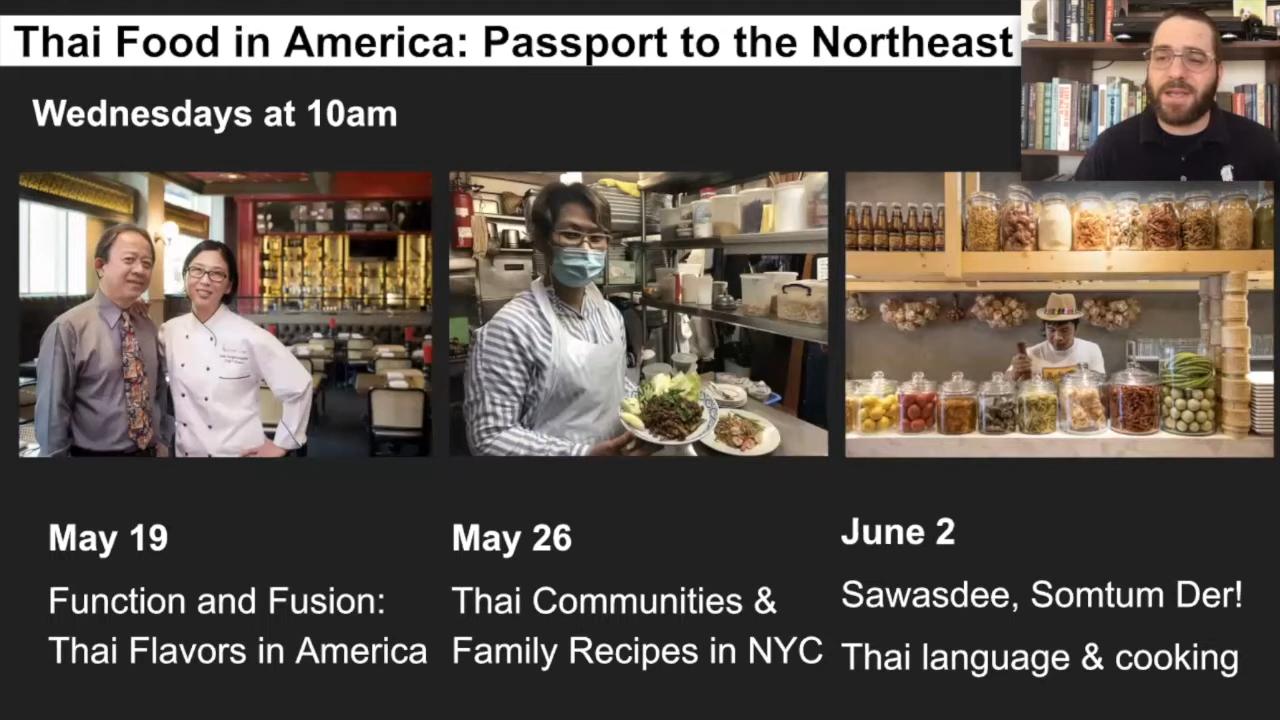 Thai Food in America: Passport to the Northeast
Wednesdays at 10am
May 19
Function and Fusion:
Thai Flavors in America
May 26
Thai Communities &
Family Recipes in NYC
June 2
Sawasdee, Somtum Der!
Thai language & cooking